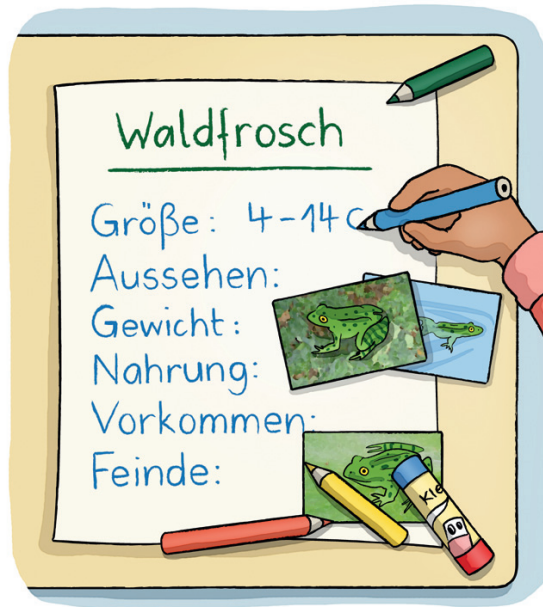 Waldfrosch
Größe: 4-14 c
Aussehen:
Gewicht:
Nahrung:
Vorkommen:
Feinde:
Kle